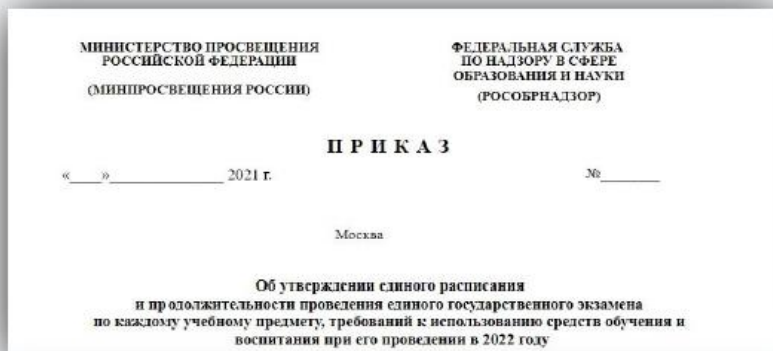 МИНИСТЕРСТВО ПРОСВЕЩЕНИЯ
РОССИЙСКОЙ ФЕДЕРАЦИИ
(МИНПРОСВЕЩЕНИЯ РОССИИ)
ФЕДЕРАЛЬНАЯ СЛУЖБА
ПО НАДЗОРУ В СФЕРЕ
ОБРАЗОВАНИЯ И НАУКИ
(РОСОБРНАДЗОР)
П Р И К А З
«____»________________ 2021 г. №________
Москва
Об утверждении единого расписания
и продолжительности проведения единого государственного экзамена
по каждому учебному предмету, требований к использованию средств обучения и
воспитания при его проведении в 2022 году